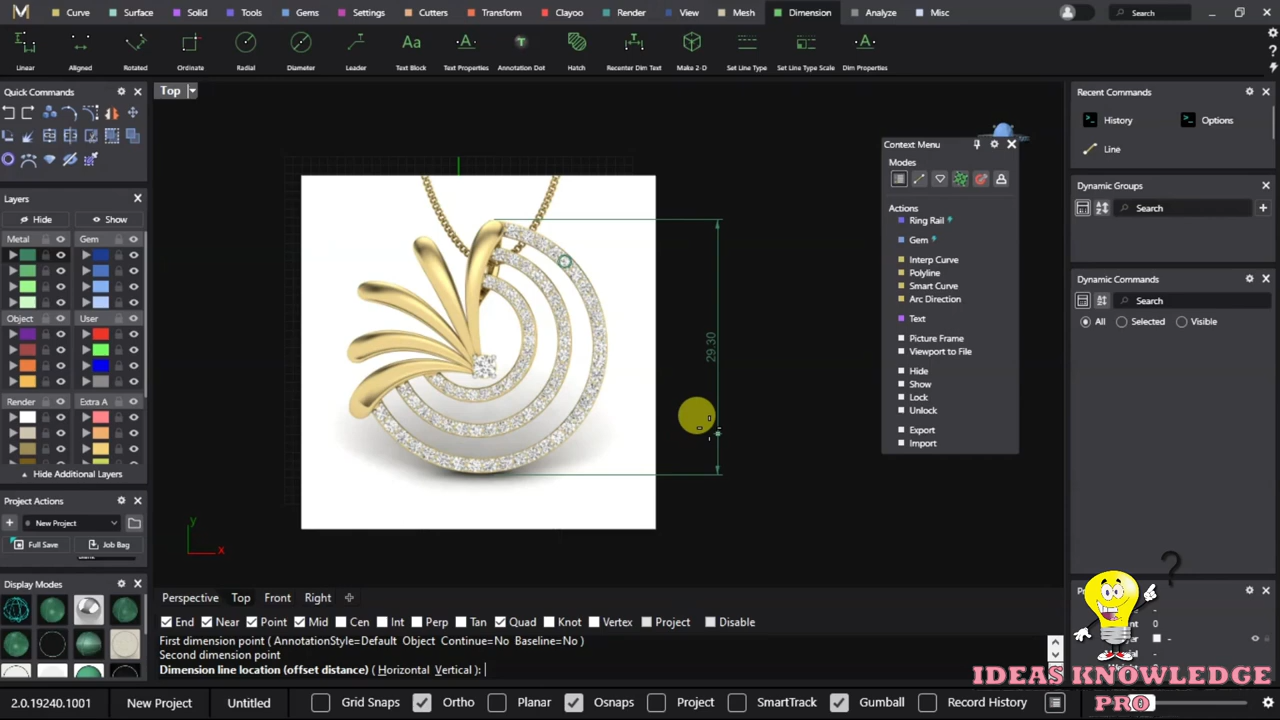 Curve Surface Solid Tools Gems Settings Cutters Transform Clayoo Render View Mesh Dimension Analyze Misc Search
Linear Aligned Rotated Ordinate Radial Diameter Leader Text Block Text Properties Annotation Dot Hatch Recenter Dim Text Make 2-D Set Line Type Set Line Type Scale Dim Properties
Quick Commands
Top
Recent Commands
History Options
Line
Context Menu
Modes
Actions
Ring Rail
Gem
Interp Curve
Polyline
Smart Curve
Arc Direction
Text
Picture Frame
Viewport to File
Hide
Show
Lock
Unlock
Export
Import
Dynamic Groups
Search
Dynamic Commands
Search
All Selected Visible
Layers
Hide Show
Metal Gem
Object User
Render Extra A
Hide Additional Layers
Project Actions
New Project
Full Save Job Bag
Display Modes
29.30
y
x
Perspective Top Front Right
End Near Point Mid Cen Int Perp Tan Quad Knot Vertex Project Disable
First dimension point ( AnnotationStyle=Default Object Continue=No Baseline=No )
Second dimension point
Dimension line location (offset distance) ( Horizontal Vertical ):
2.0.19240.1001 New Project Untitled Grid Snaps Ortho Planar Osnaps Project SmartTrack Gumball Record History
?
IDEAS KNOWLEDGE
PRO